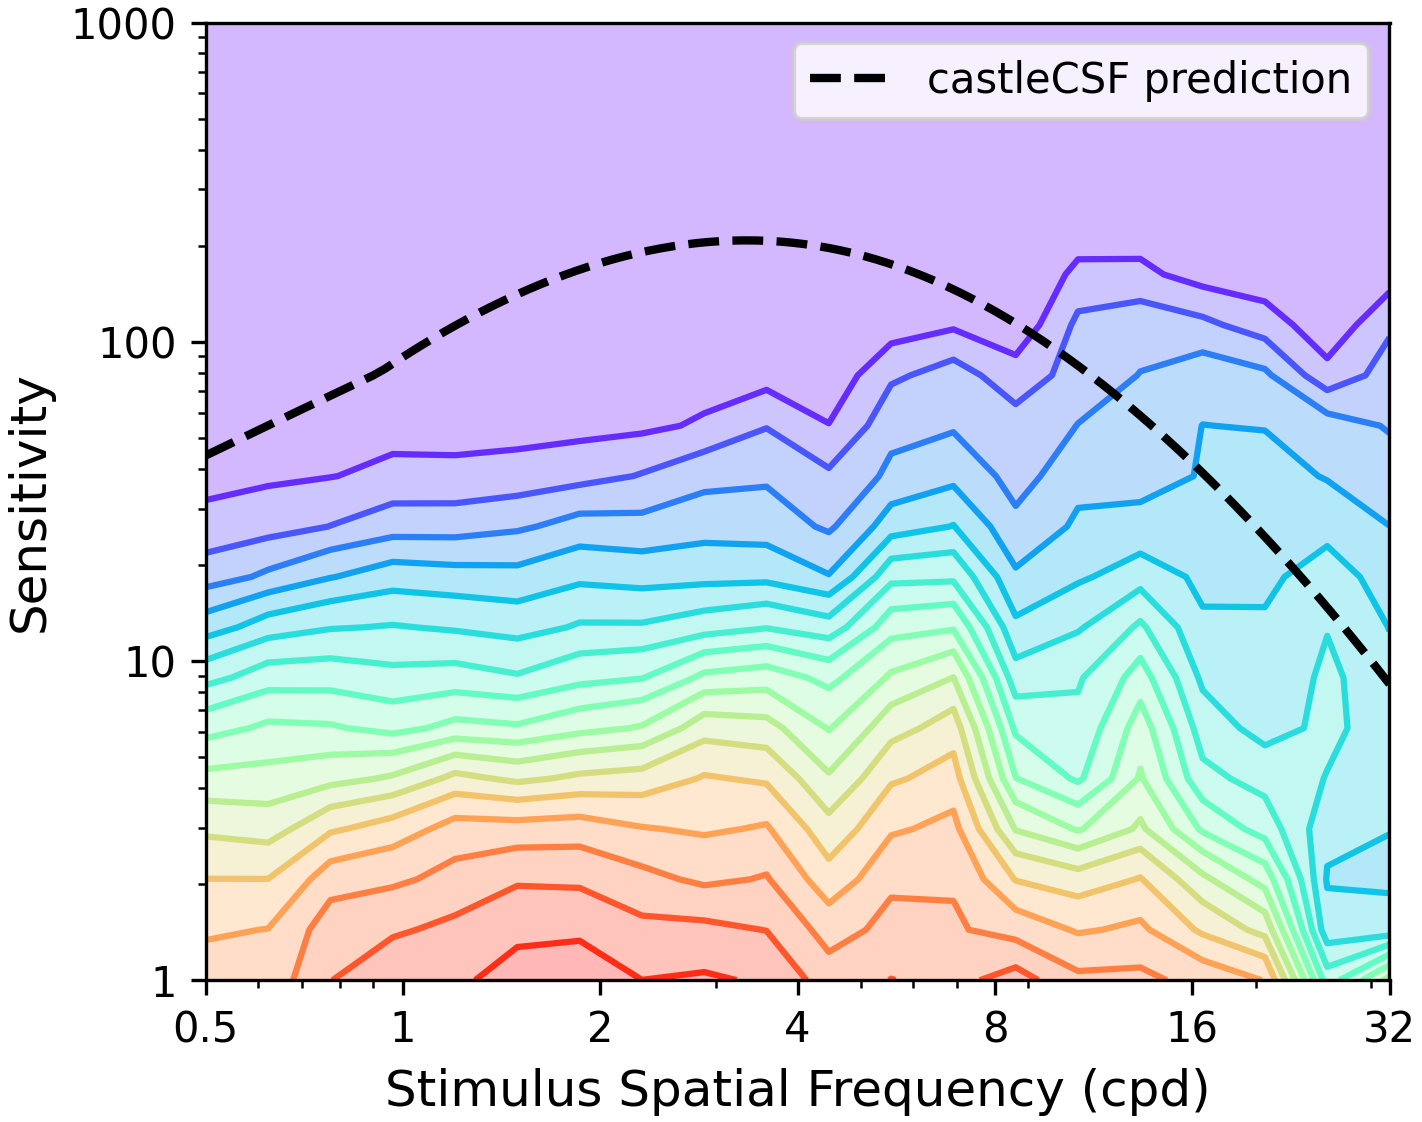 1000
100
10
1
Sensitivity
castleCSF prediction
0.5 1 2 4 8 16 32
Stimulus Spatial Frequency (cpd)